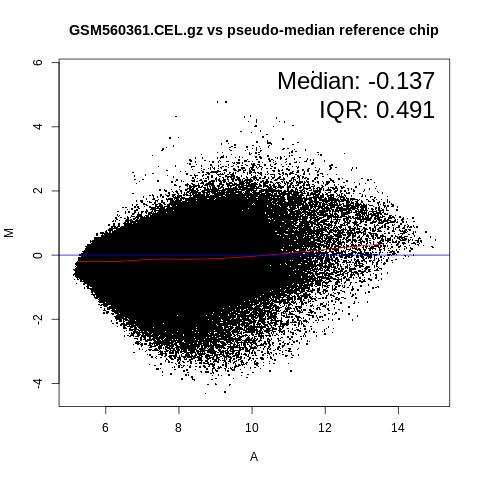 GSM560361.CEL.gz vs pseudo-median reference chip
Median: -0.137
IQR: 0.491
6
4
2
0
-2
-4
M
6 8 10 12 14
A